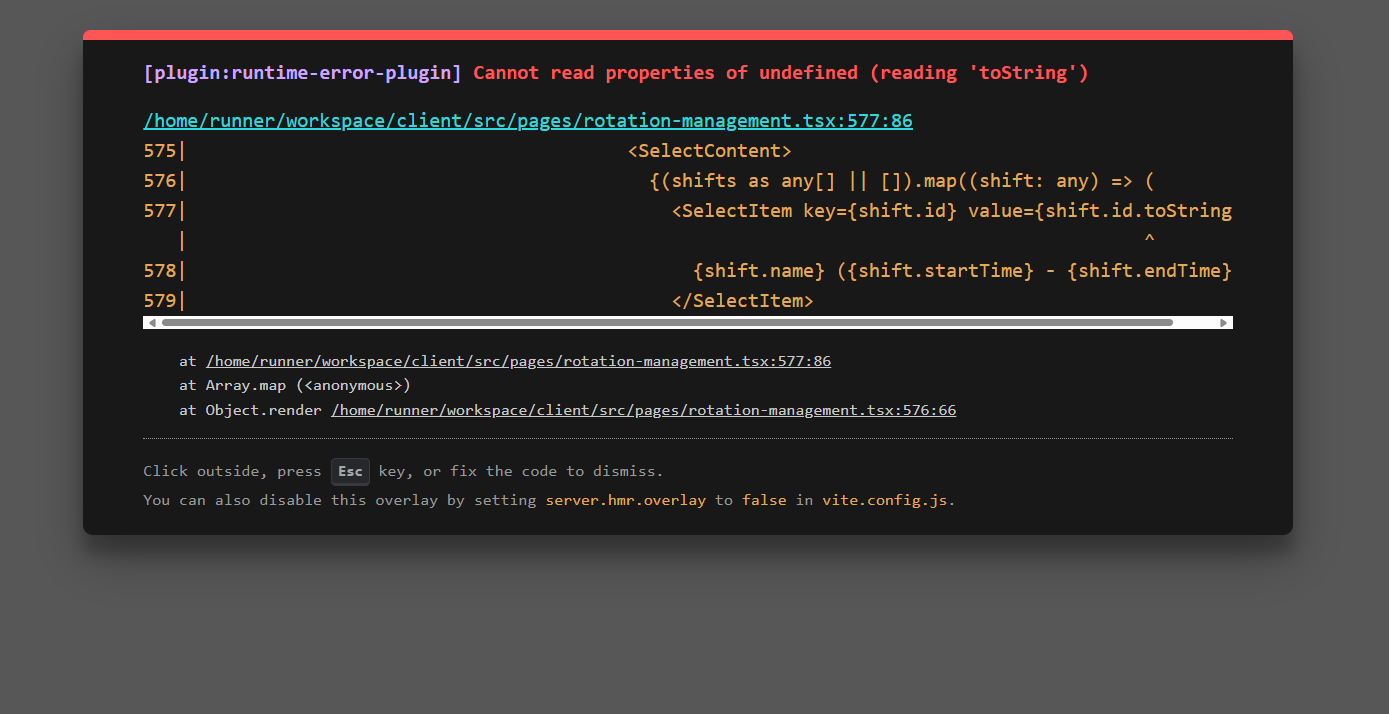 [plugin:runtime-error-plugin] Cannot read properties of undefined (reading 'toString')
/home/runner/workspace/client/src/pages/rotation-management.tsx:577:86
575|                                        <SelectContent>
576|                                          {(shifts as any[] || []).map((shift: any) => (
577|                                            <SelectItem key={shift.id} value={shift.id.toString
   |                                                                                       ^
578|                                              {shift.name} ({shift.startTime} - {shift.endTime}
579|                                            </SelectItem>
at /home/runner/workspace/client/src/pages/rotation-management.tsx:577:86
at Array.map (<anonymous>)
at Object.render /home/runner/workspace/client/src/pages/rotation-management.tsx:576:66
Click outside, press Esc key, or fix the code to dismiss.
You can also disable this overlay by setting server.hmr.overlay to false in vite.config.js.